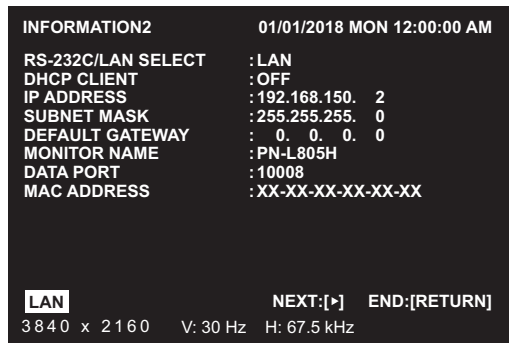 INFORMATION2 01/01/2018 MON 12:00:00 AM
RS-232C/LAN SELECT :LAN
DHCP CLIENT :OFF
IP ADDRESS :192.168.150. 2
SUBNET MASK :255.255.255. 0
DEFAULT GATEWAY : 0. 0. 0. 0
MONITOR NAME :PN-L805H
DATA PORT :10008
MAC ADDRESS :XX-XX-XX-XX-XX-XX
LAN NEXT:[►] END:[RETURN]
3840 x 2160 V: 30 Hz H: 67.5 kHz